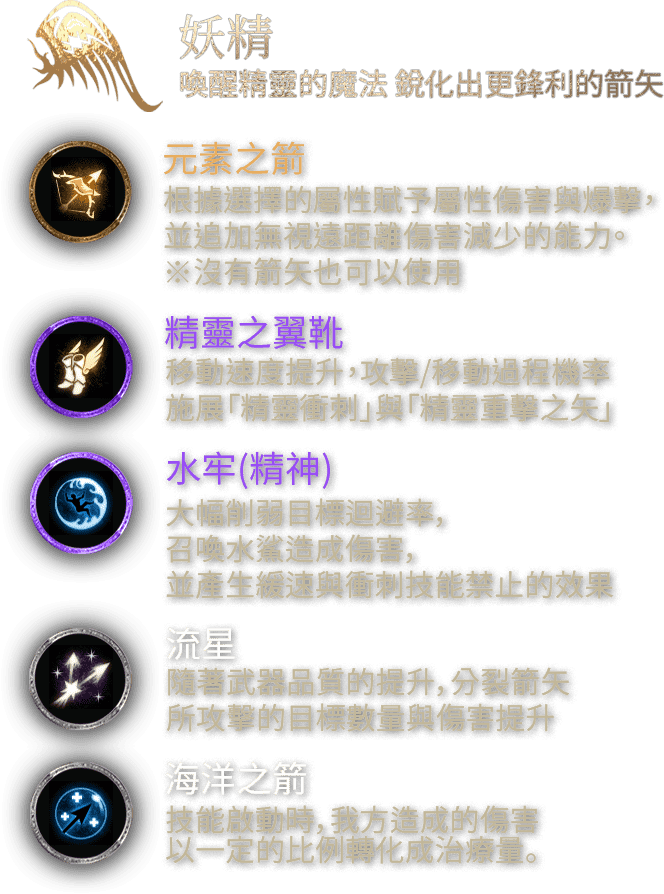 妖精
喚醒精靈的魔法 銳化出更鋒利的箭矢
元素之箭
根據選擇的屬性賦予屬性傷害與爆擊，
並追加無視遠距離傷害減少的能力。
※沒有箭矢也可以使用
精靈之翼靴
移動速度提升，攻擊/移動過程機率
施展「精靈衝刺」與「精靈重擊之矢」
水牢(精神)
大幅削弱目標迴避率，
召喚水鯊造成傷害，
並產生緩速與衝刺技能禁止的效果
流星
隨著武器品質的提升，分裂箭矢
所攻擊的目標數量與傷害提升
海洋之箭
技能啟動時，我方造成的傷害
以一定的比例轉化成治療量。